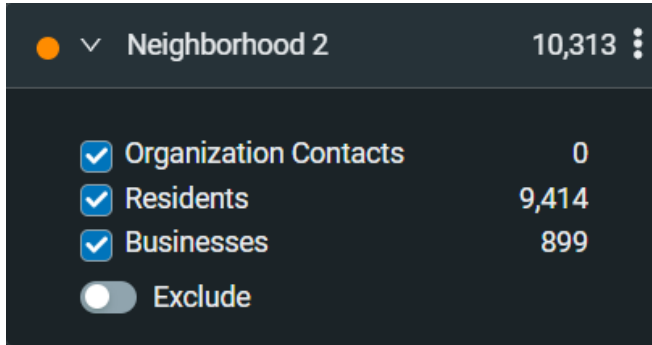 Neighborhood 2 10,313
Organization Contacts 0
Residents 9,414
Businesses 899
Exclude